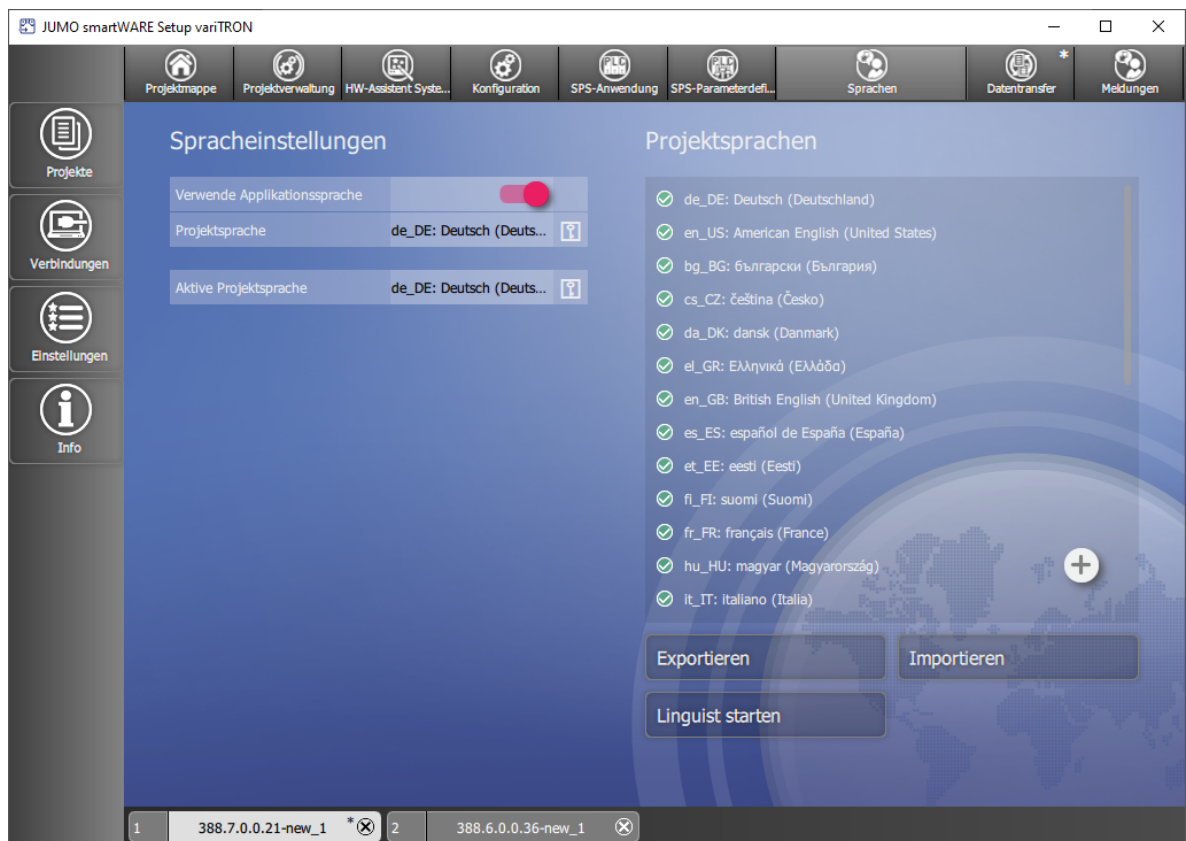 JUMO smartWARE Setup variTRON
Projektmappe
Projektverwaltung
HW-Assistent Syste...
Konfiguration
SPS-Anwendung
SPS-Parameterdefi...
Sprachen
Datentransfer
*
Meldungen
Projekte
Verbindungen
Einstellungen
Info
Spracheinstellungen
Verwende Applikationssprache
Projektsprache de_DE: Deutsch (Deuts...
Aktive Projektsprache de_DE: Deutsch (Deuts...
Projektsprachen
de_DE: Deutsch (Deutschland)
en_US: American English (United States)
bg_BG: български (България)
cs_CZ: čeština (Česko)
da_DK: dansk (Danmark)
el_GR: Ελληνικά (Ελλάδα)
en_GB: British English (United Kingdom)
es_ES: español de España (España)
et_EE: eesti (Eesti)
fi_FI: suomi (Suomi)
fr_FR: français (France)
hu_HU: magyar (Magyarország)
it_IT: italiano (Italia)
Exportieren
Importieren
Linguist starten
1 388.7.0.0.21-new_1 *
2 388.6.0.0.36-new_1